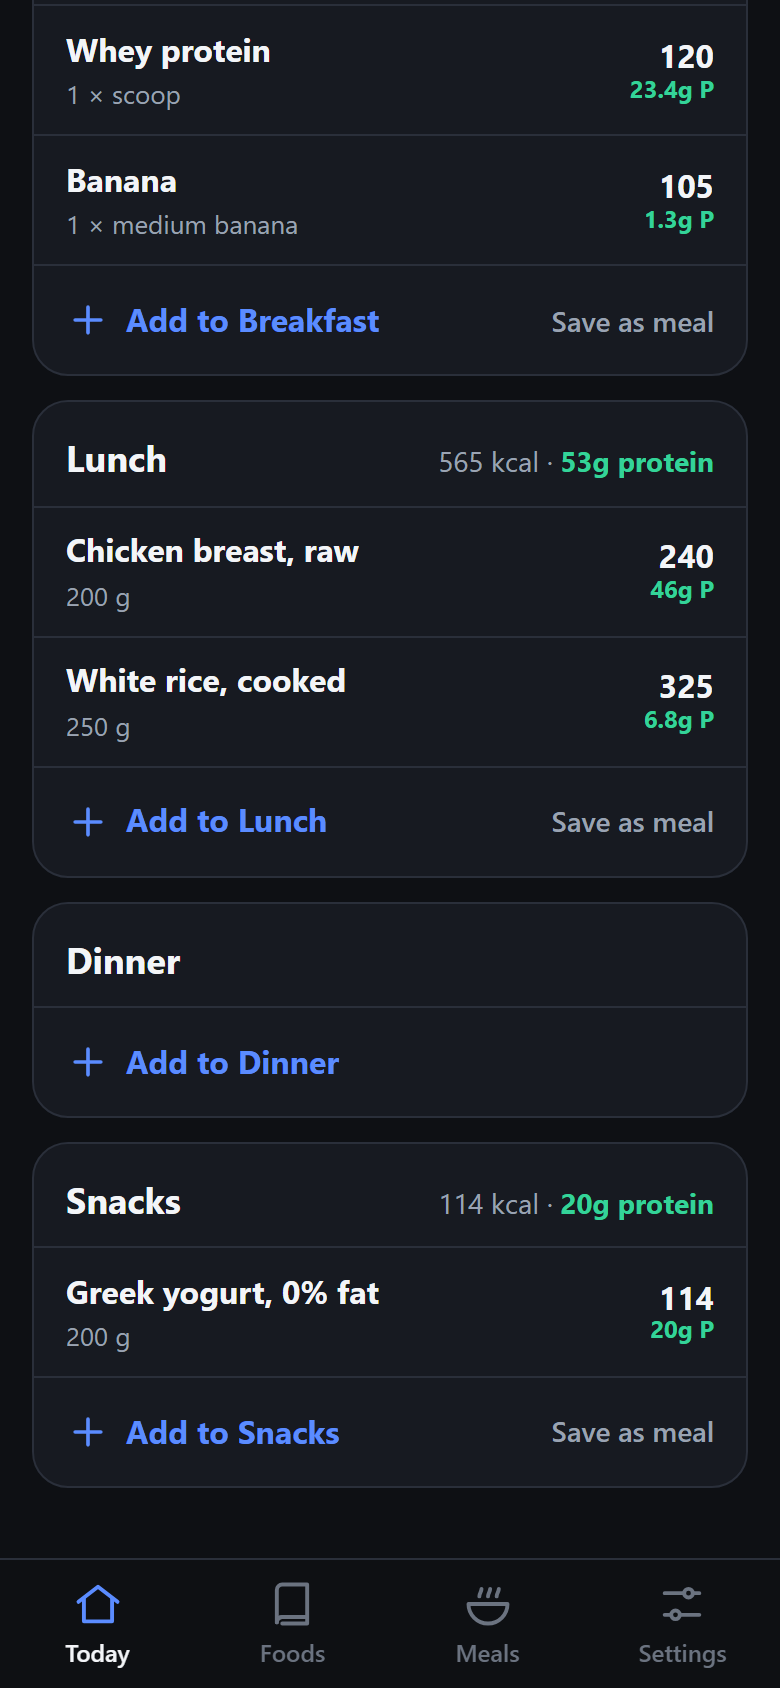 Whey protein
120
1 × scoop
23.4g P
Banana
105
1 × medium banana
1.3g P
Add to Breakfast
Save as meal
Lunch
565 kcal · 53g protein
Chicken breast, raw
240
200 g
46g P
White rice, cooked
325
250 g
6.8g P
Add to Lunch
Save as meal
Dinner
Add to Dinner
Snacks
114 kcal · 20g protein
Greek yogurt, 0% fat
114
200 g
20g P
Add to Snacks
Save as meal
Today
Foods
Meals
Settings